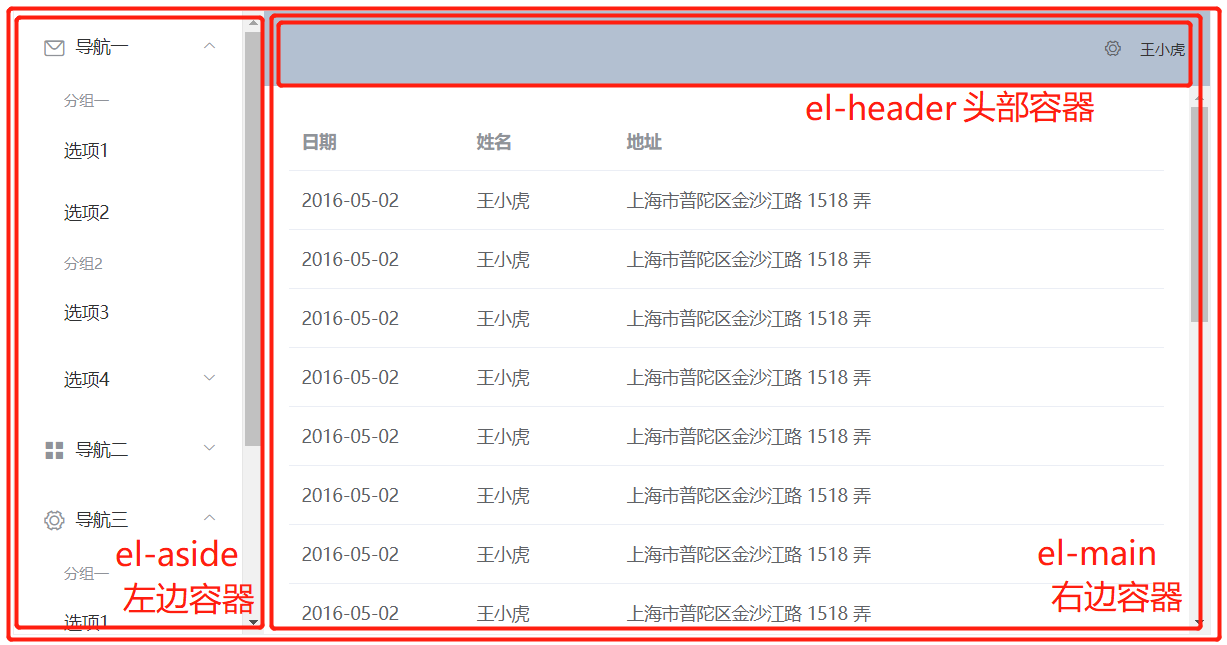 导航一
分组一
选项1
选项2
分组2
选项3
选项4
导航二
导航三
分组一
选项1
el-aside
左边容器
王小虎
el-header 头部容器
日期 姓名 地址
2016-05-02 王小虎 上海市普陀区金沙江路 1518 弄
2016-05-02 王小虎 上海市普陀区金沙江路 1518 弄
2016-05-02 王小虎 上海市普陀区金沙江路 1518 弄
2016-05-02 王小虎 上海市普陀区金沙江路 1518 弄
2016-05-02 王小虎 上海市普陀区金沙江路 1518 弄
2016-05-02 王小虎 上海市普陀区金沙江路 1518 弄
2016-05-02 王小虎 上海市普陀区金沙江路 1518 弄
2016-05-02 王小虎 上海市普陀区金沙江路 1518 弄
el-main
右边容器